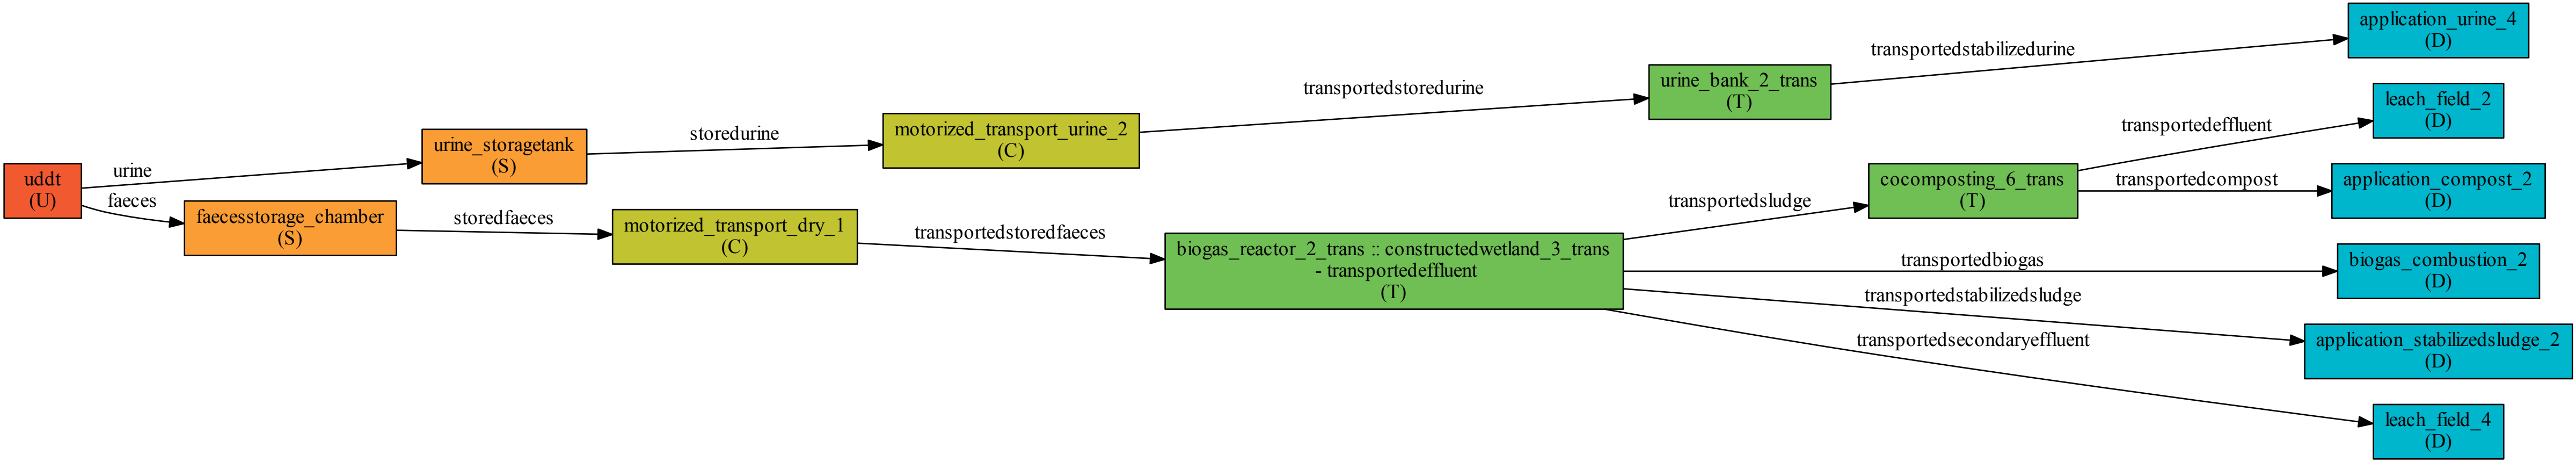 uddt
(U)
urine
faeces
urine_storagetank
(S)
faecesstorage_chamber
(S)
storedurine
storedfaeces
motorized_transport_urine_2
(C)
motorized_transport_dry_1
(C)
transportedstoredurine
transportedstoredfaeces
urine_bank_2_trans
(T)
biogas_reactor_2_trans :: constructedwetland_3_trans
- transportedeffluent
(T)
transportedsludge
cocomposting_6_trans
(T)
transportedstabilizedurine
transportedeffluent
transportedcompost
transportedbiogas
transportedstabilizedsludge
transportedsecondaryeffluent
application_urine_4
(D)
leach_field_2
(D)
application_compost_2
(D)
biogas_combustion_2
(D)
application_stabilizedsludge_2
(D)
leach_field_4
(D)